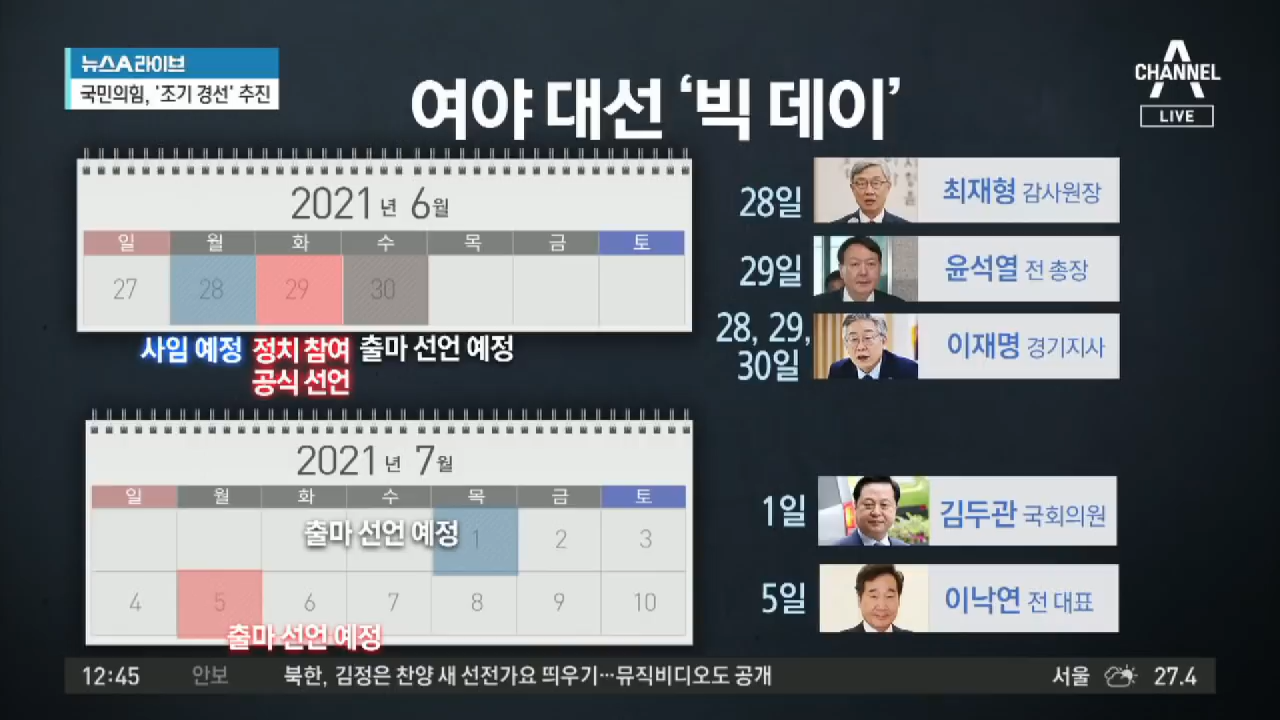 뉴스A 라이브
국민의힘, '조기 경선' 추진
여야 대선 ‘빅 데이’
CHANNEL A
LIVE
2021년 6월
일 월 화 수 목 금 토
27 28 29 30
사임 예정 정치 참여 출마 선언 예정
공식 선언
28일 최재형 감사원장
29일 윤석열 전 총장
28, 29,
30일 이재명 경기지사
2021년 7월
일 월 화 수 목 금 토
출마 선언 예정 1 2 3
4 5 6 7 8 9 10
출마 선언 예정
1일 김두관 국회의원
5일 이낙연 전 대표
12:45 안보 북한, 김정은 찬양 새 선전가요 띄우기…뮤직비디오도 공개 서울 27.4